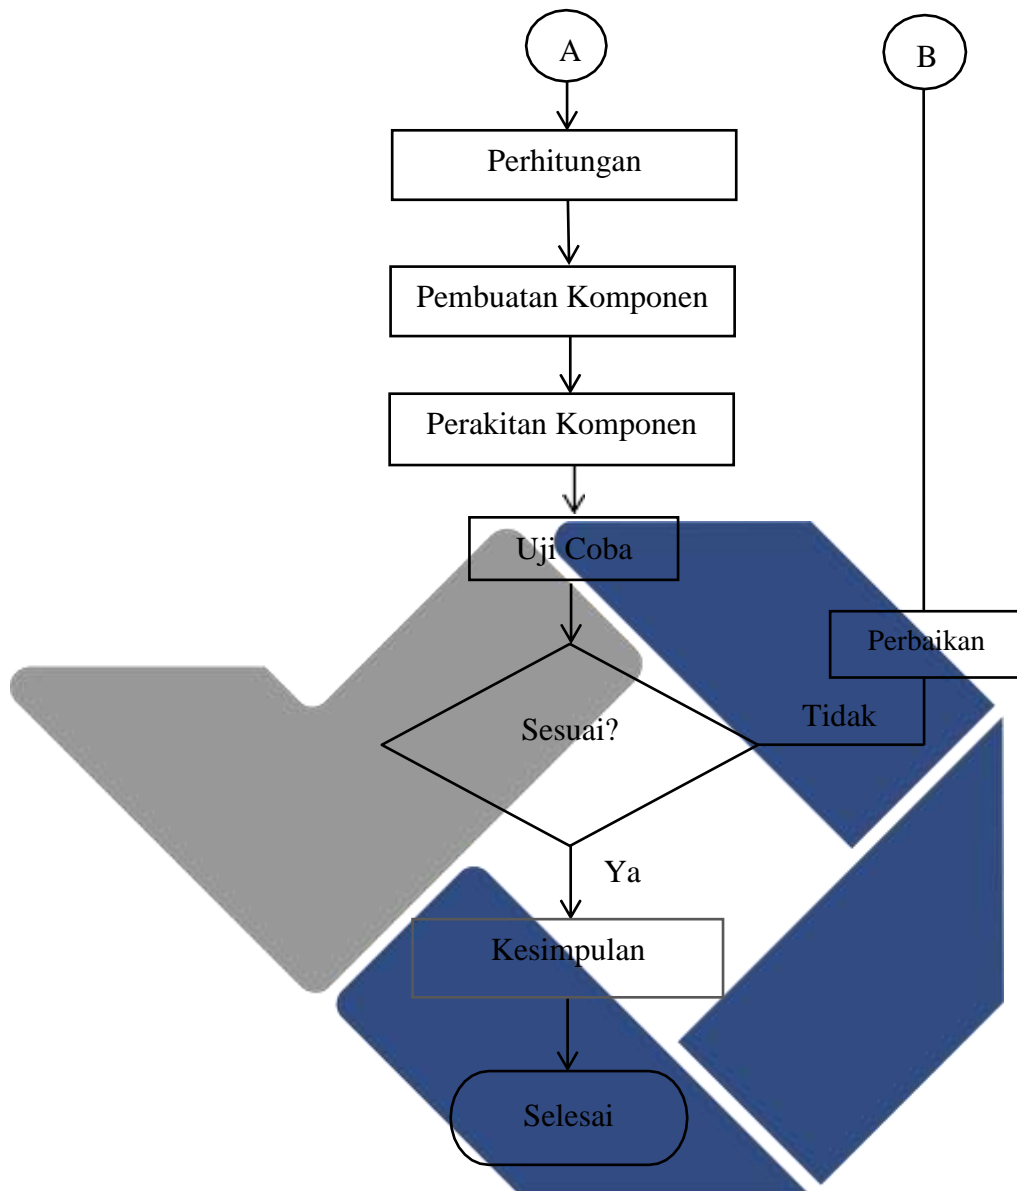 A
B
Perhitungan
Pembuatan Komponen
Perakitan Komponen
Uji Coba
Perbaikan
Tidak
Sesuai?
Ya
Kesimpulan
Selesai